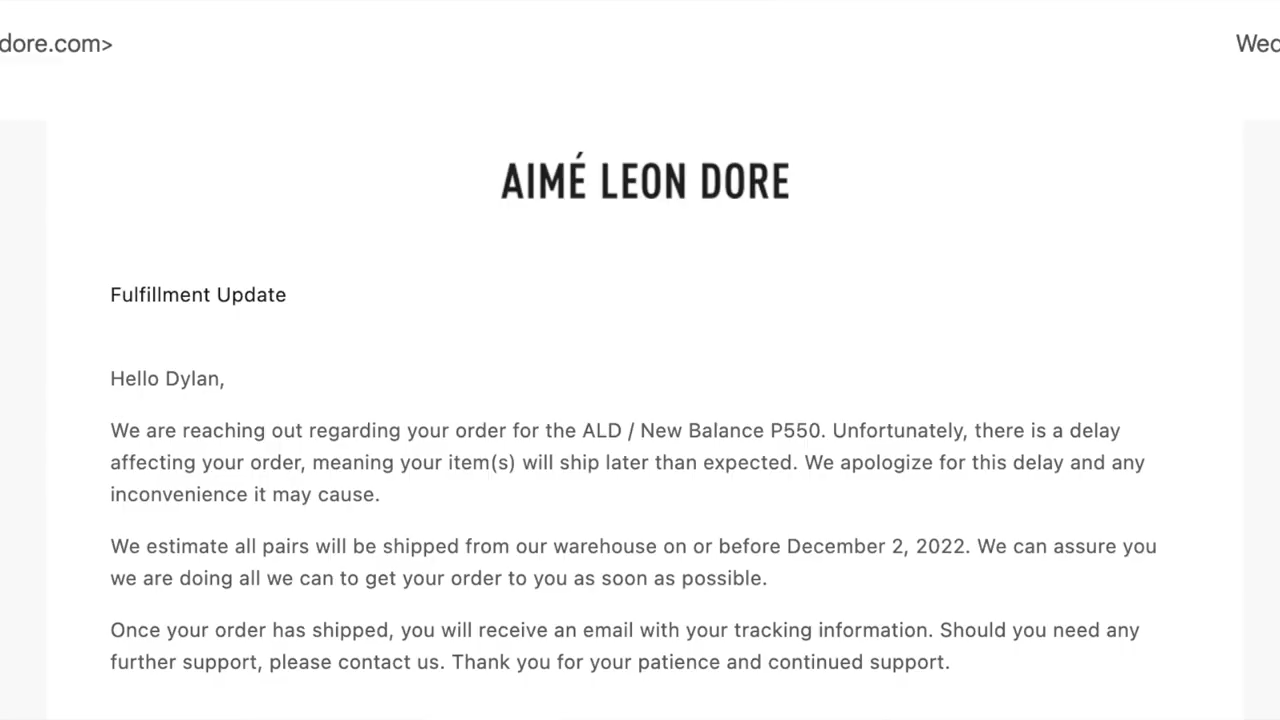 dore.com>
Wed
AIMÉ LEON DORE
Fulfillment Update
Hello Dylan,
We are reaching out regarding your order for the ALD / New Balance P550. Unfortunately, there is a delay
affecting your order, meaning your item(s) will ship later than expected. We apologize for this delay and any
inconvenience it may cause.
We estimate all pairs will be shipped from our warehouse on or before December 2, 2022. We can assure you
we are doing all we can to get your order to you as soon as possible.
Once your order has shipped, you will receive an email with your tracking information. Should you need any
further support, please contact us. Thank you for your patience and continued support.